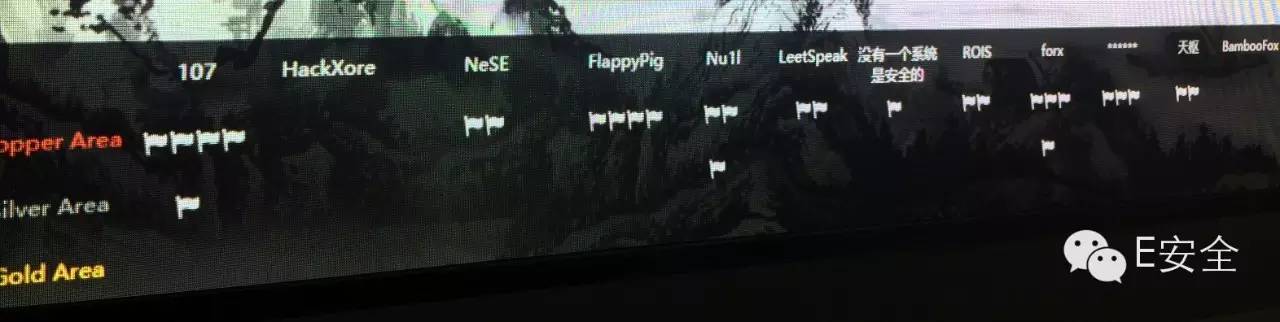 107 HackXore NeSE FlappyPig Nu1l LeetSpeak 没有一个系统 ROIS forx ****** 天枢 BambooFox
是安全的
opper Area
ilver Area
Gold Area
E安全